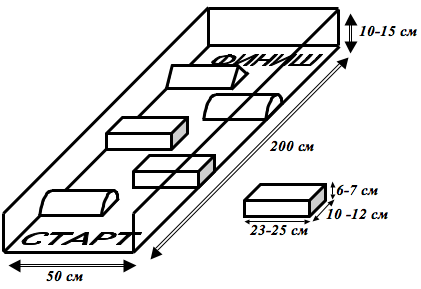 10-15 см
ФИНИШ
200 см
6-7 см
10 -12 см
23-25 см
СТАРТ
50 см